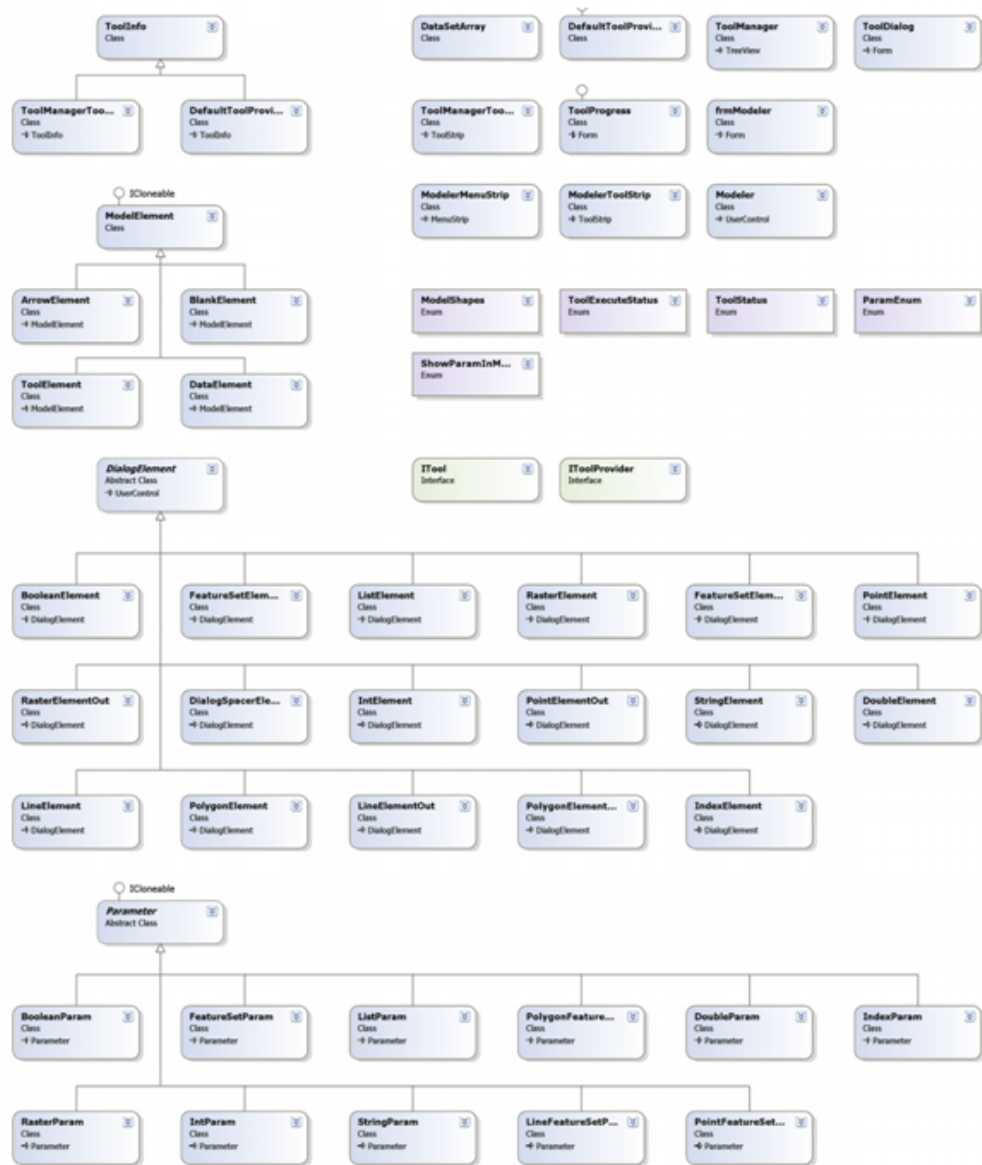 ToolInfo
Class
DataSetArray
Class
DefaultToolProvi...
Class
ToolManager
Class
TreeView
ToolDialog
Class
Form
ToolManagerToo...
Class
ToolInfo
DefaultToolProvi...
Class
ToolInfo
ToolManagerToo...
Class
ToolStrip
ToolProgress
Class
Form
frmModeler
Class
Form
ICloneable
ModelElement
Class
ModelerMenuStrip
Class
MenuStrip
ModelerToolStrip
Class
ToolStrip
Modeler
Class
UserControl
ArrowElement
Class
ModelElement
BlankElement
Class
ModelElement
ModelShapes
Enum
ToolExecuteStatus
Enum
ToolStatus
Enum
ParamEnum
Enum
ToolElement
Class
ModelElement
DataElement
Class
ModelElement
ShowParamInM...
Enum
DialogElement
Abstract Class
UserControl
ITool
Interface
IToolProvider
Interface
BooleanElement
Class
DialogElement
FeatureSetElem...
Class
DialogElement
ListElement
Class
DialogElement
RasterElement
Class
DialogElement
FeatureSetElem...
Class
DialogElement
PointElement
Class
DialogElement
RasterElementOut
Class
DialogElement
DialogSpacerEle...
Class
DialogElement
IntElement
Class
DialogElement
PointElementOut
Class
DialogElement
StringElement
Class
DialogElement
DoubleElement
Class
DialogElement
LineElement
Class
DialogElement
PolygonElement
Class
DialogElement
LineElementOut
Class
DialogElement
PolygonElement...
Class
DialogElement
IndexElement
Class
DialogElement
ICloneable
Parameter
Abstract Class
BooleanParam
Class
Parameter
FeatureSetParam
Class
Parameter
ListParam
Class
Parameter
PolygonFeature...
Class
Parameter
DoubleParam
Class
Parameter
IndexParam
Class
Parameter
RasterParam
Class
Parameter
IntParam
Class
Parameter
StringParam
Class
Parameter
LineFeatureSetP...
Class
Parameter
PointFeatureSet...
Class
Parameter